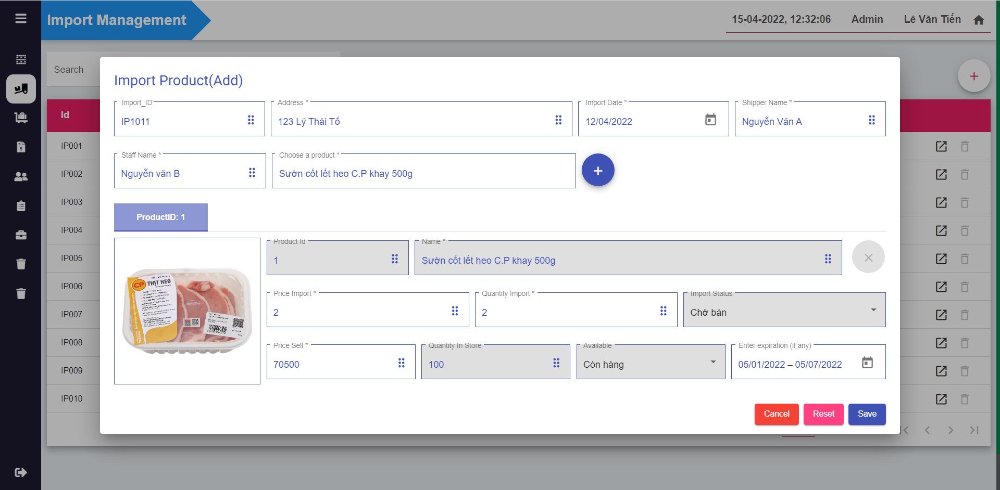 Import Management
15-04-2022, 12:32:06 Admin Lê Văn Tiến
Search
Id
IP001
IP002
IP003
IP004
IP005
IP006
IP007
IP008
IP009
IP010
Import Product(Add)
Import_ID
IP1011
Address *
123 Lý Thái Tổ
Import Date *
12/04/2022
Shipper Name *
Nguyễn Văn A
Staff Name *
Nguyễn văn B
Choose a product *
Sườn cốt lết heo C.P khay 500g
ProductID: 1
CP THỊT HEO
Product Id
1
Name *
Sườn cốt lết heo C.P khay 500g
Price Import *
2
Quantity Import *
2
Import Status
Chờ bán
Price Sell *
70500
Quantity In Store
100
Available
Còn hàng
Enter expiration (if any)
05/01/2022 – 05/07/2022
Cancel
Reset
Save